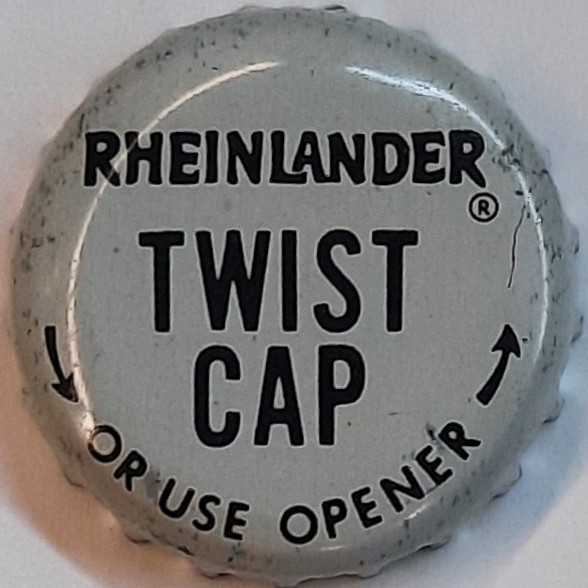 RHEINLANDER
®
TWIST
CAP
OR USE OPENER